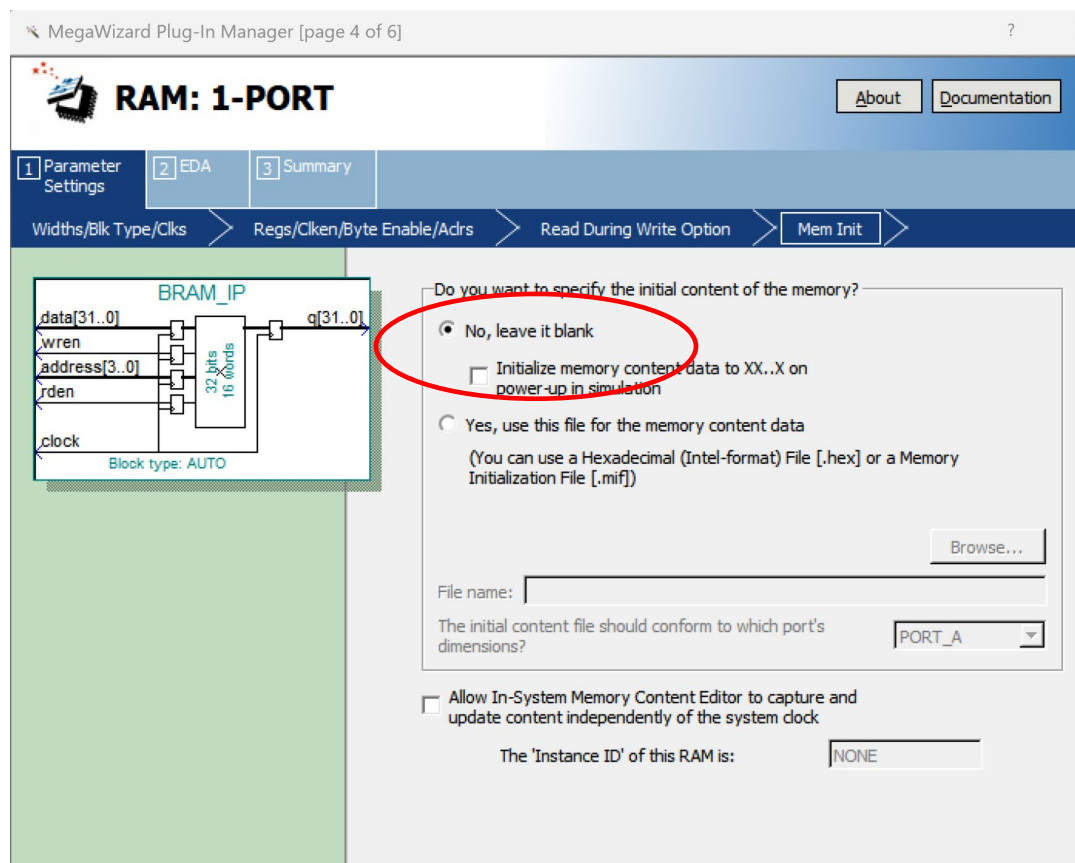 MegaWizard Plug-In Manager [page 4 of 6]
?
RAM: 1-PORT
About
Documentation
1 Parameter
Settings
2 EDA
3 Summary
Widths/Blk Type/Clks
Regs/Clken/Byte Enable/Aclrs
Read During Write Option
Mem Init
BRAM_IP
data[31..0]
q[31..0]
wren
address[3..0]
rden
32 bits
16 words
clock
Block type: AUTO
Do you want to specify the initial content of the memory?
No, leave it blank
Initialize memory content data to XX..X on
power-up in simulation
Yes, use this file for the memory content data
(You can use a Hexadecimal (Intel-format) File [.hex] or a Memory
Initialization File [.mif])
Browse...
File name:
The initial content file should conform to which port's
dimensions?
PORT_A
Allow In-System Memory Content Editor to capture and
update content independently of the system clock
The 'Instance ID' of this RAM is:
NONE